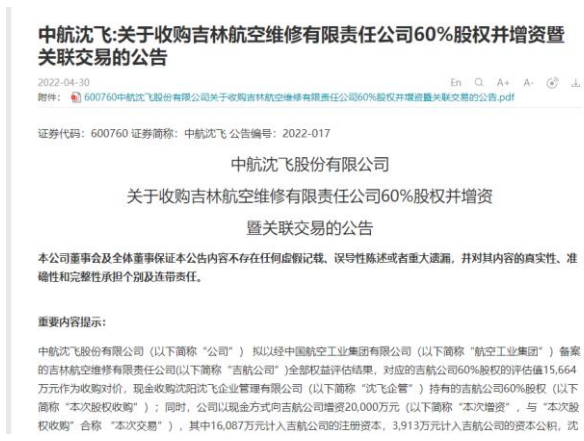 中航沈飞:关于收购吉林航空维修有限责任公司60%股权并增资暨
关联交易的公告
2022-04-30
En A+ A-
附件: 600760中航沈飞股份有限公司关于收购吉林航空维修有限责任公司60%股权并增资暨关联交易的公告.pdf
证券代码：600760 证券简称：中航沈飞 公告编号：2022-017
中航沈飞股份有限公司
关于收购吉林航空维修有限责任公司60%股权并增资
暨关联交易的公告
本公司董事会及全体董事保证本公告内容不存在任何虚假记载、误导性陈述或者重大遗漏，并对其内容的真实性、准
确性和完整性承担个别及连带责任。
重要内容提示：
中航沈飞股份有限公司（以下简称“公司”） 拟以经中国航空工业集团有限公司（以下简称“航空工业集团”）备案
的吉林航空维修有限责任公司(以下简称“吉航公司”)全部权益评估结果，对应的吉航公司60%股权的评估值15,664
万元作为收购对价，现金收购沈阳沈飞企业管理有限公司（以下简称“沈飞企管”）持有的吉航公司60%股权（以下
简称“本次股权收购”）；同时，公司以现金方式向吉航公司增资20,000万元（以下简称“本次增资”，与“本次股
权收购”合称 “本次交易”），其中16,087万元计入吉航公司的注册资本，3,913万元计入吉航公司的资本公积，沈